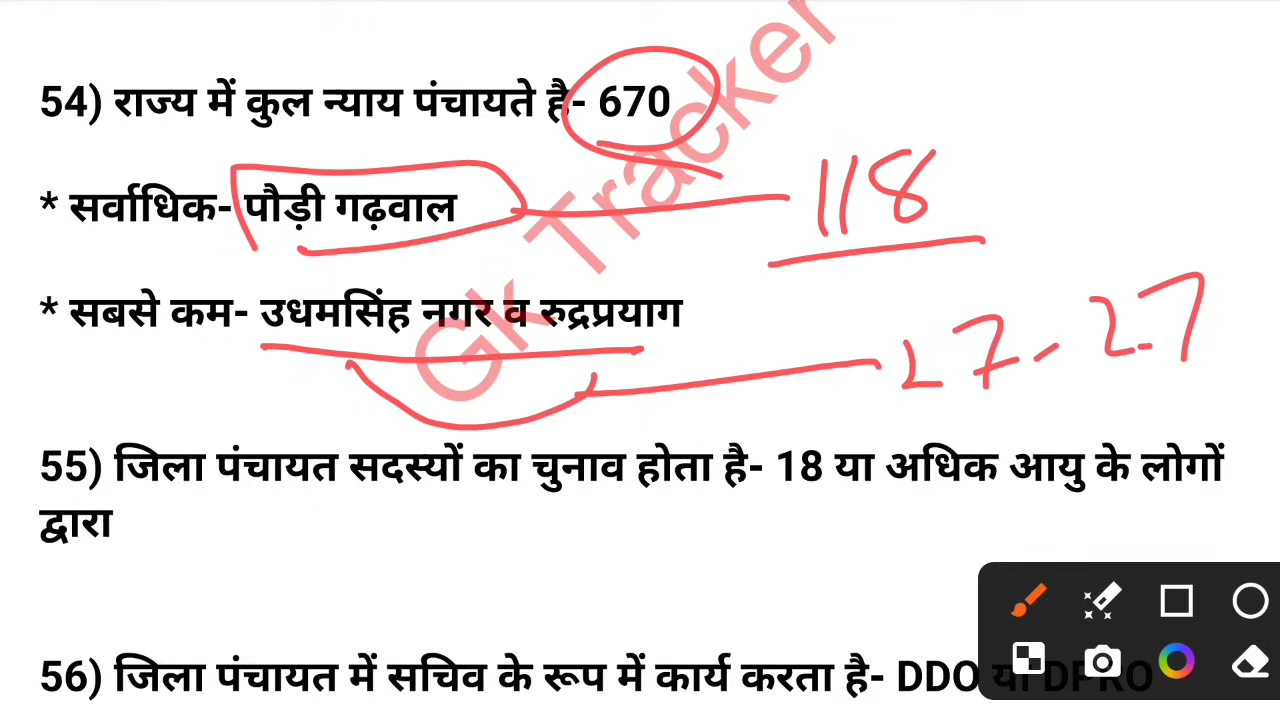 54) राज्य में कुल न्याय पंचायते है- 670
* सर्वाधिक- पौड़ी गढ़वाल
118
* सबसे कम- उधमसिंह नगर व रुद्रप्रयाग
27-27
Gk Tracker
55) जिला पंचायत सदस्यों का चुनाव होता है- 18 या अधिक आयु के लोगों
द्वारा
56) जिला पंचायत में सचिव के रूप में कार्य करता है- DDO या DPRO